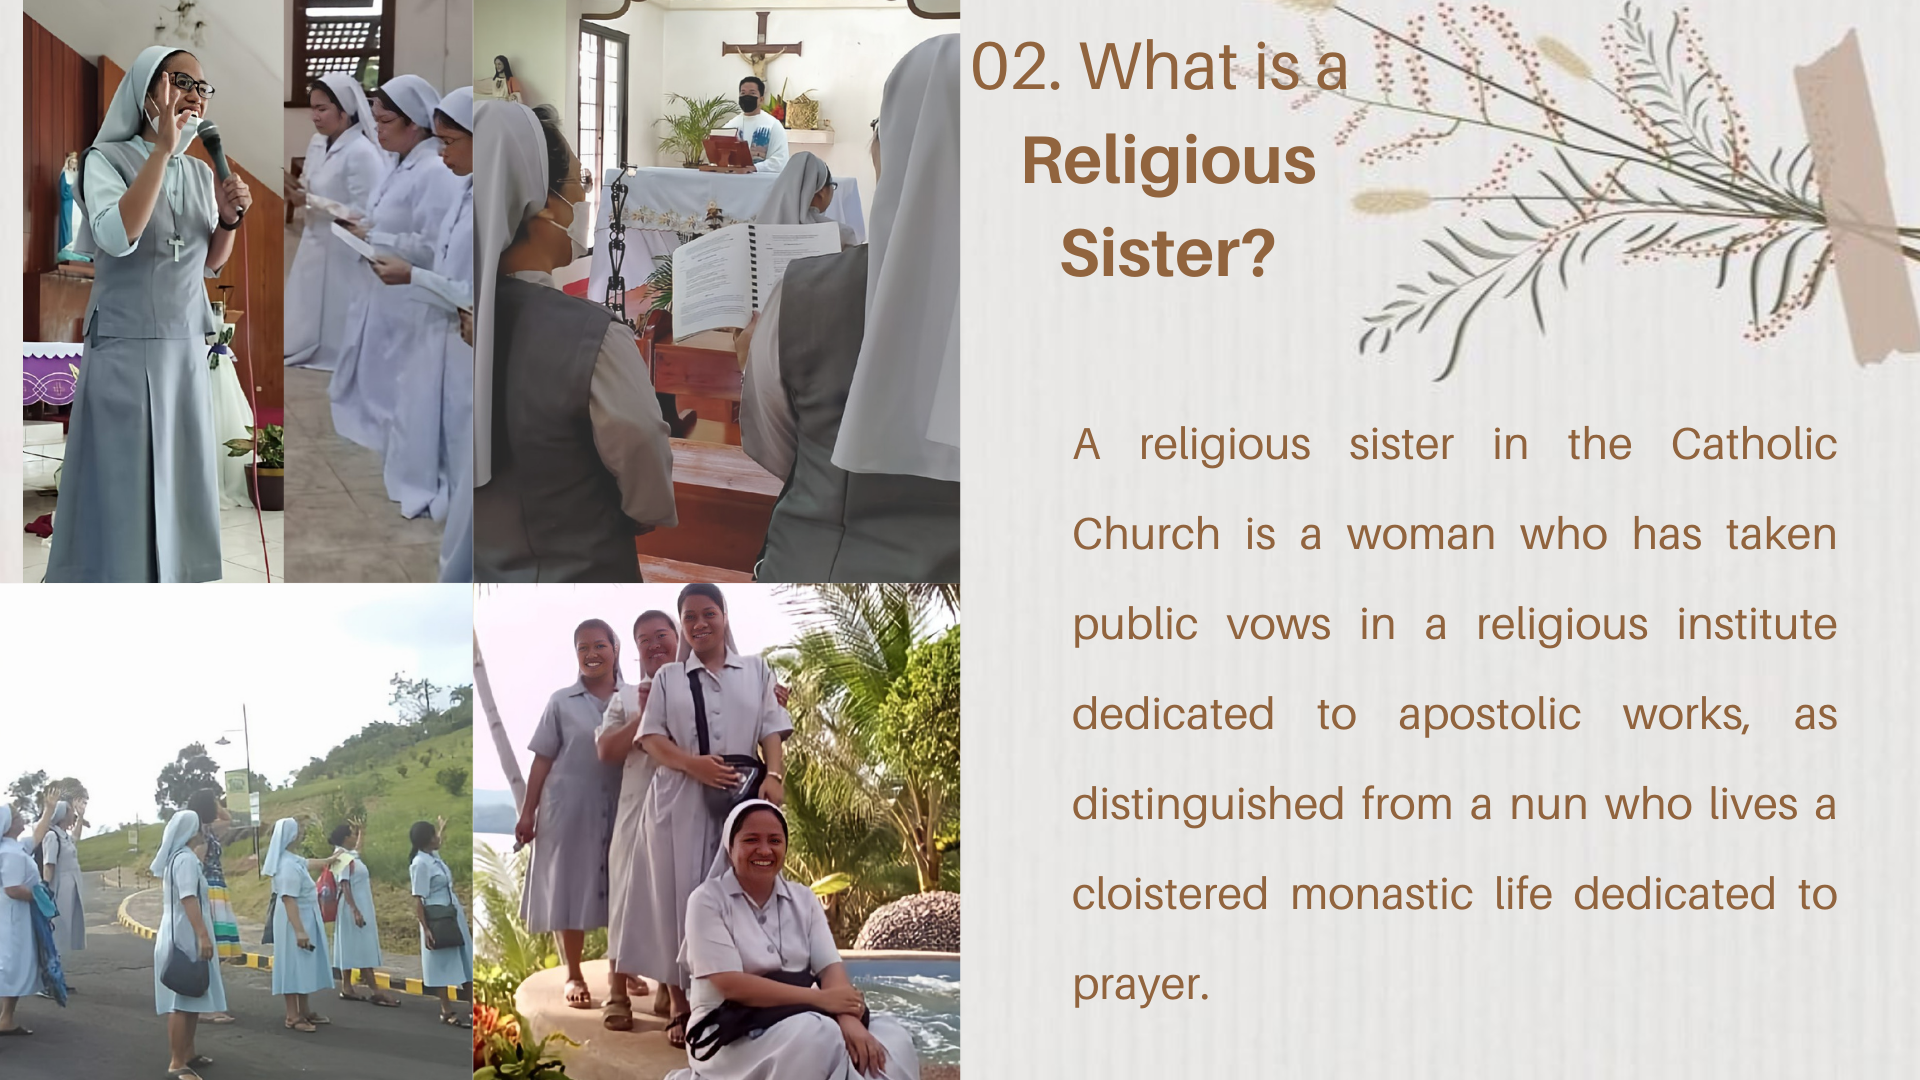 02. What is a
Religious
Sister?
A religious sister in the Catholic
Church is a woman who has taken
public vows in a religious institute
dedicated to apostolic works, as
distinguished from a nun who lives a
cloistered monastic life dedicated to
prayer.